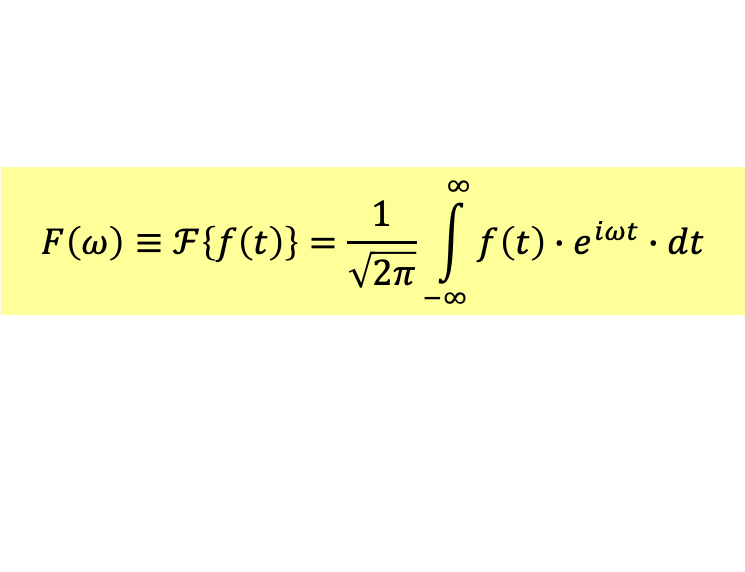 F(ω) ≡ ℱ{f(t)} = 1/√2π ∫_{-∞}^{∞} f(t) · e^{iωt} · dt